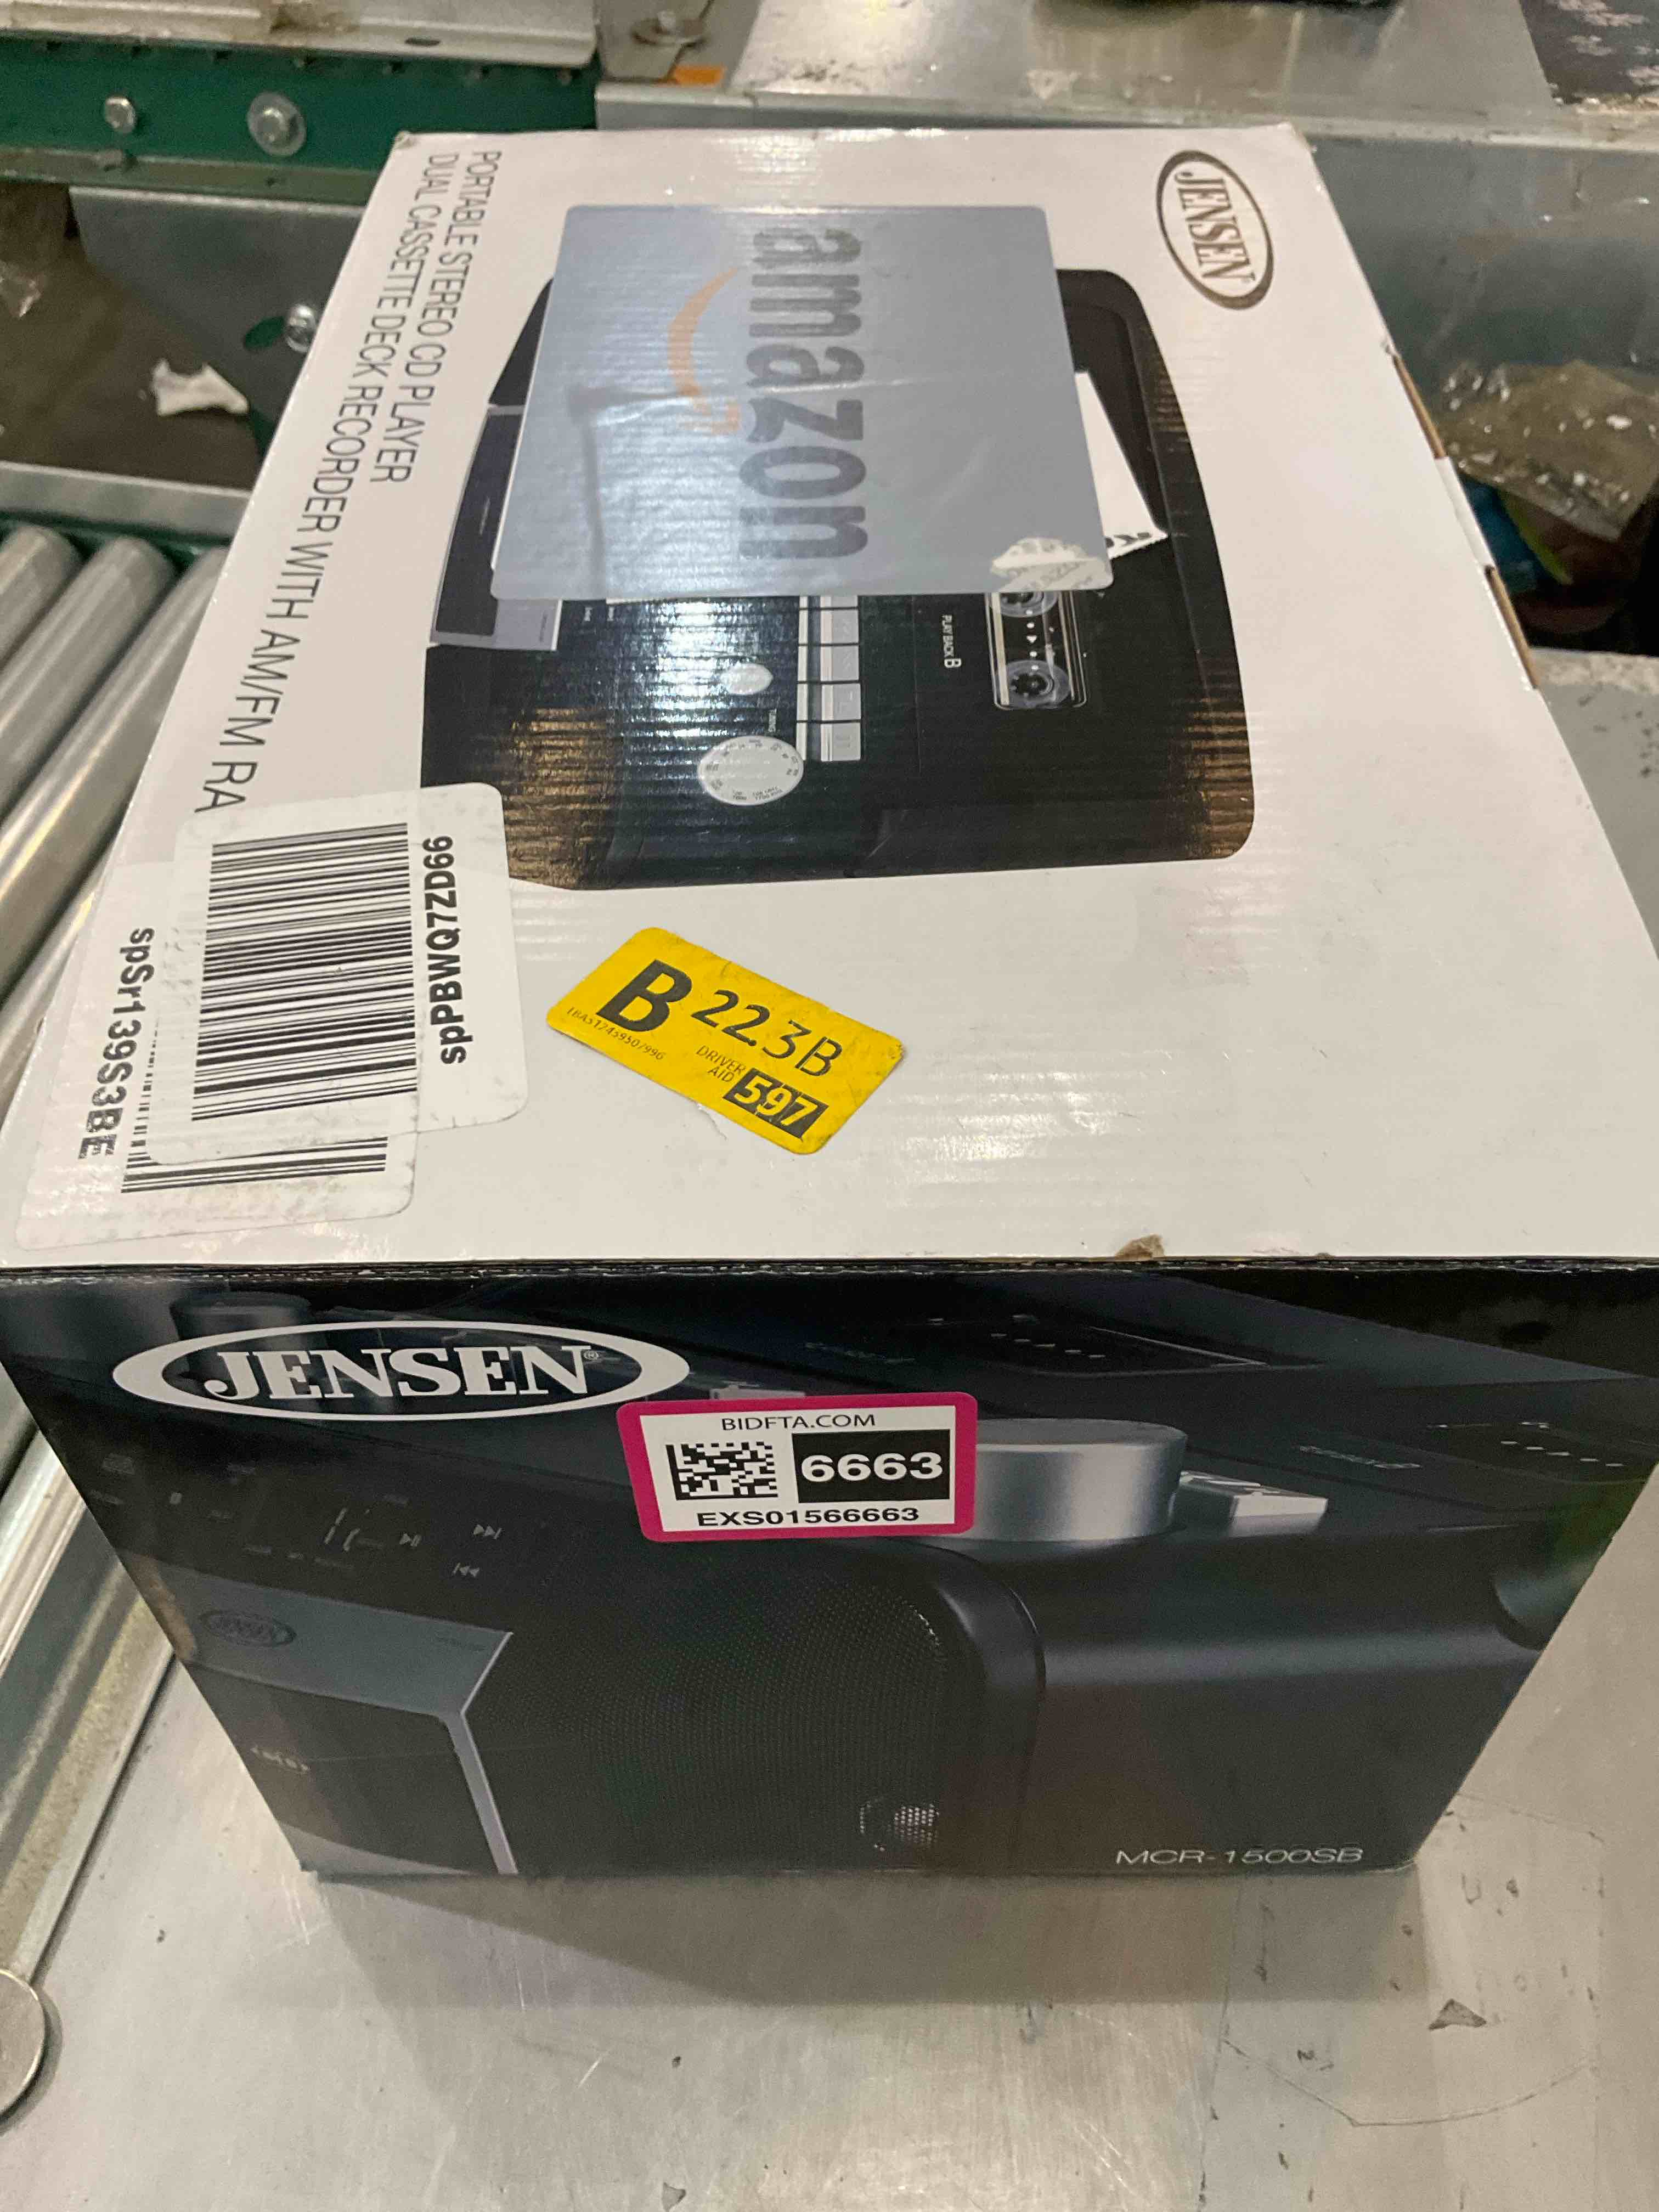 JENSEN
PORTABLE STEREO CD PLAYER
DUAL CASSETTE DECK RECORDER WITH AM/FM RA
amazon
PLAY BACK B
spPBWQ7ZD66
spSr139S3BE
B 22.3B
TBA512459507996
DRIVER
AID 597
JENSEN®
BIDFTA.COM
6663
EXS01566663
MCR-1500SB